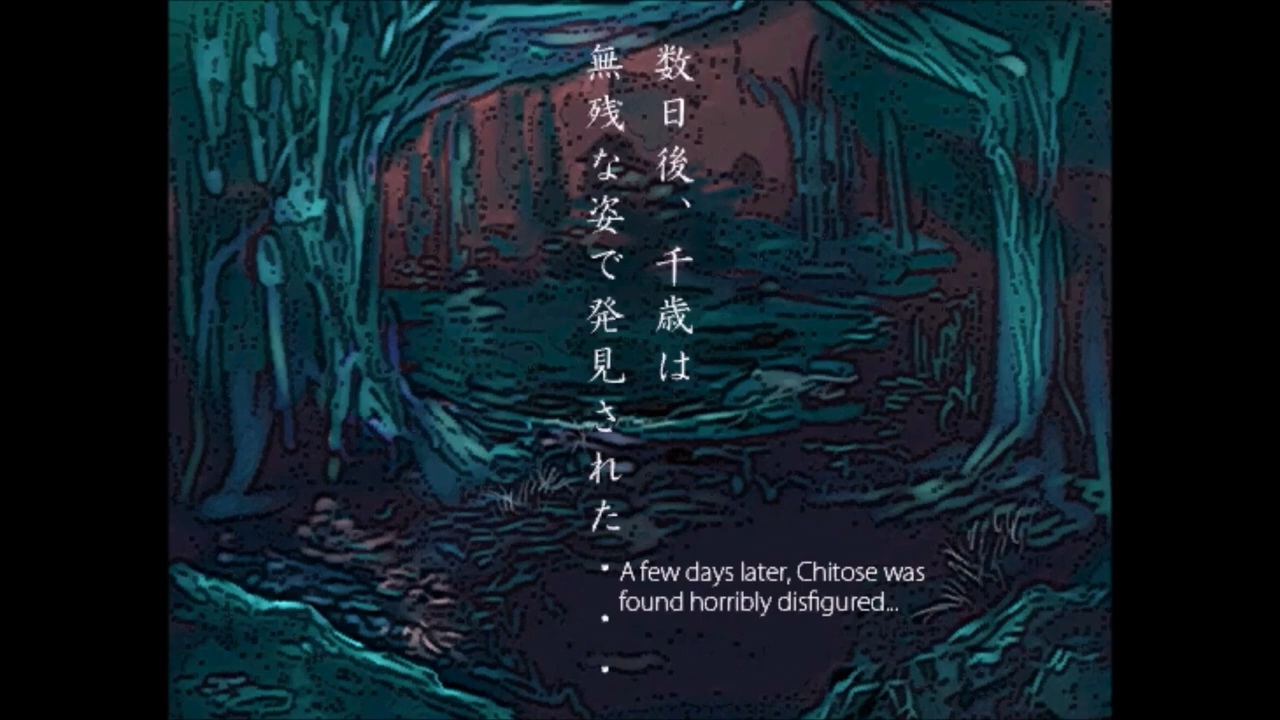 数日後、千歳は
無残な姿で発見された・・・
A few days later, Chitose was
found horribly disfigured...